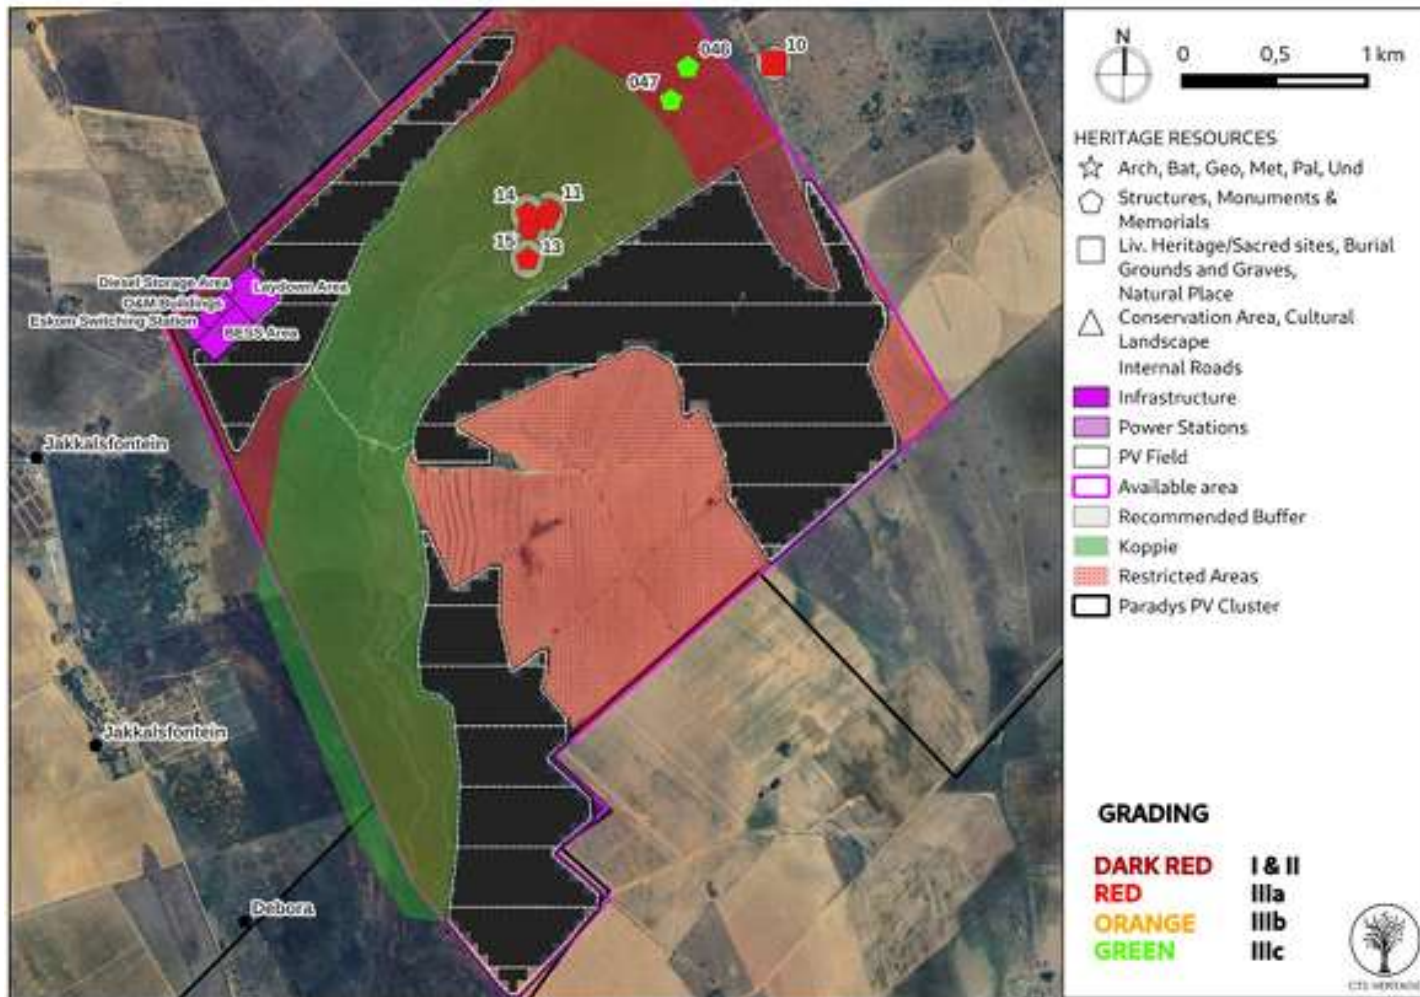 046
047
10
14
11
15
13
Diesel Storage Area
Laydown Area
O&M Buildings
Eskom Switching Station
BESS Area
Jakkalsfontein
Jakkalsfontein
Debora
N
0 0,5 1 km
HERITAGE RESOURCES
Arch, Bat, Geo, Met, Pal, Und
Structures, Monuments &
Memorials
Liv. Heritage/Sacred sites, Burial
Grounds and Graves,
Natural Place
Conservation Area, Cultural
Landscape
Internal Roads
Infrastructure
Power Stations
PV Field
Available area
Recommended Buffer
Koppie
Restricted Areas
Paradys PV Cluster
GRADING
DARK RED I & II
RED IIIa
ORANGE IIIb
GREEN IIIc
CTS HERITAGE